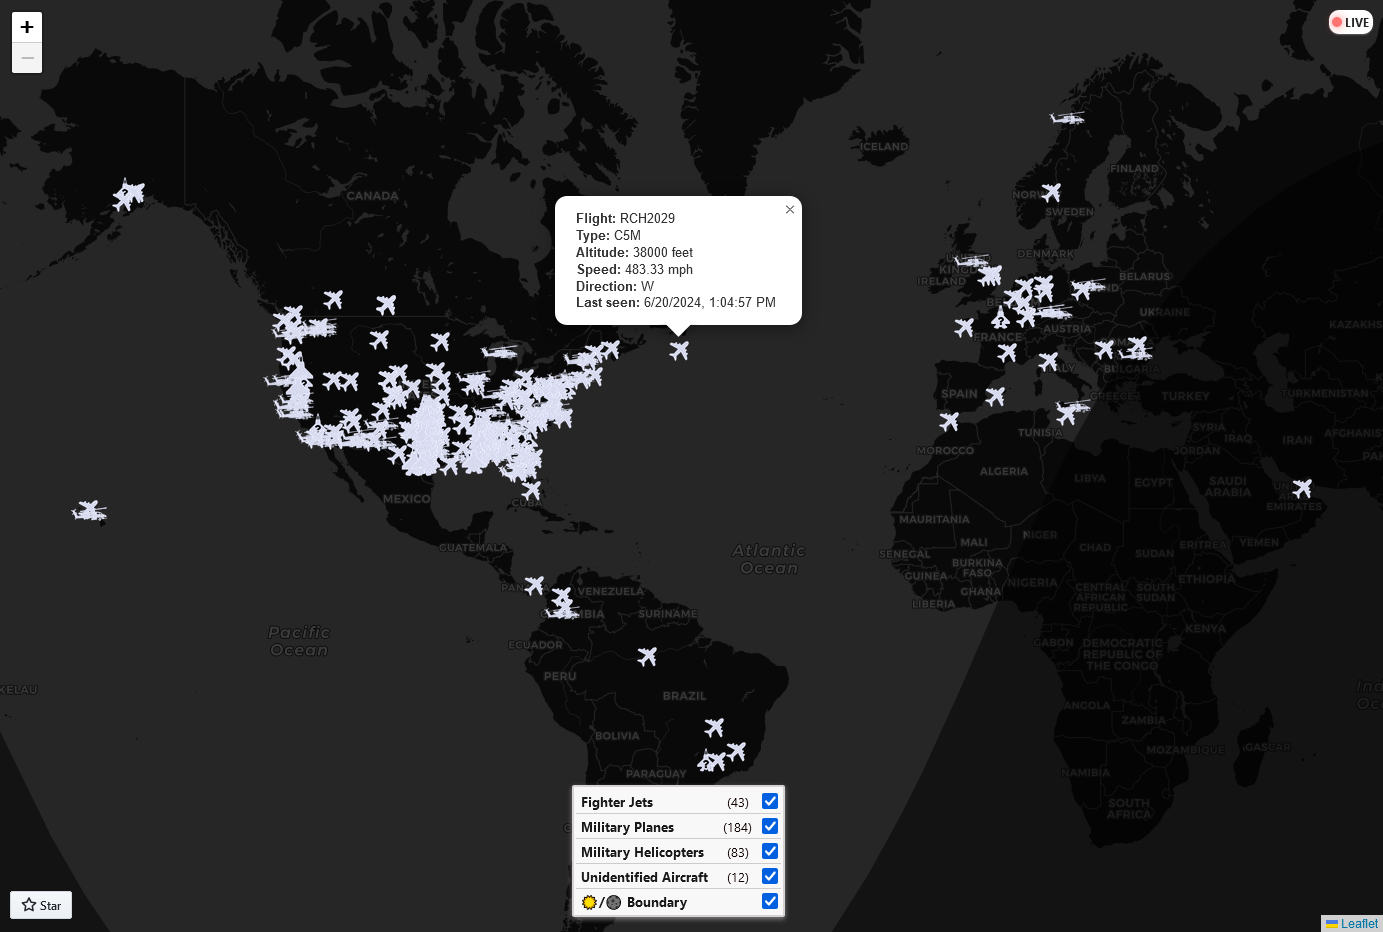 +
−
LIVE
ICELAND
FINLAND
CANADA
SWEDEN
Flight: RCH2029
Type: C5M
Altitude: 38000 feet
Speed: 483.33 mph
Direction: W
Last seen: 6/20/2024, 1:04:57 PM
×
DENMARK
IRELAND
BELARUS
UKRAINE
KAZAKHS
AUSTRIA
FRANCE
BULGARIA
SPAIN
GREECE
TURKEY
TURKMENISTAN
TUNISIA
SYRIA
IRAQ
IRAN
AFGHANIS
MOROCCO
JORDAN
PAK
ALGERIA
LIBYA
EGYPT
SAUDI
ARABIA
EMIRATES
MEXICO
CUBA
MAURITANIA
MALI
NIGER
CHAD
SUDAN
ERITREA
YEMEN
GUATEMALA
Atlantic
Ocean
SENEGAL
BURKINA
FASO
GUINEA
GHANA
NIGERIA
CENTRAL
AFRICAN
REPUBLIC
SOUTH
SUDAN
ETHIOPIA
LIBERIA
VENEZUELA
SURINAME
Pacific
Ocean
ECUADOR
KENYA
GABON
DEMOCRATIC
REPUBLIC OF
THE CONGO
PERU
KELAU
BRAZIL
ANGOLA
ZAMBIA
BOLIVIA
MOZAMBIQUE
GASCAR
PARAGUAY
NAMIBIA
SOUTH
AFRICA
Fighter Jets (43)
Military Planes (184)
Military Helicopters (83)
Unidentified Aircraft (12)
/ Boundary
Star
Leaflet